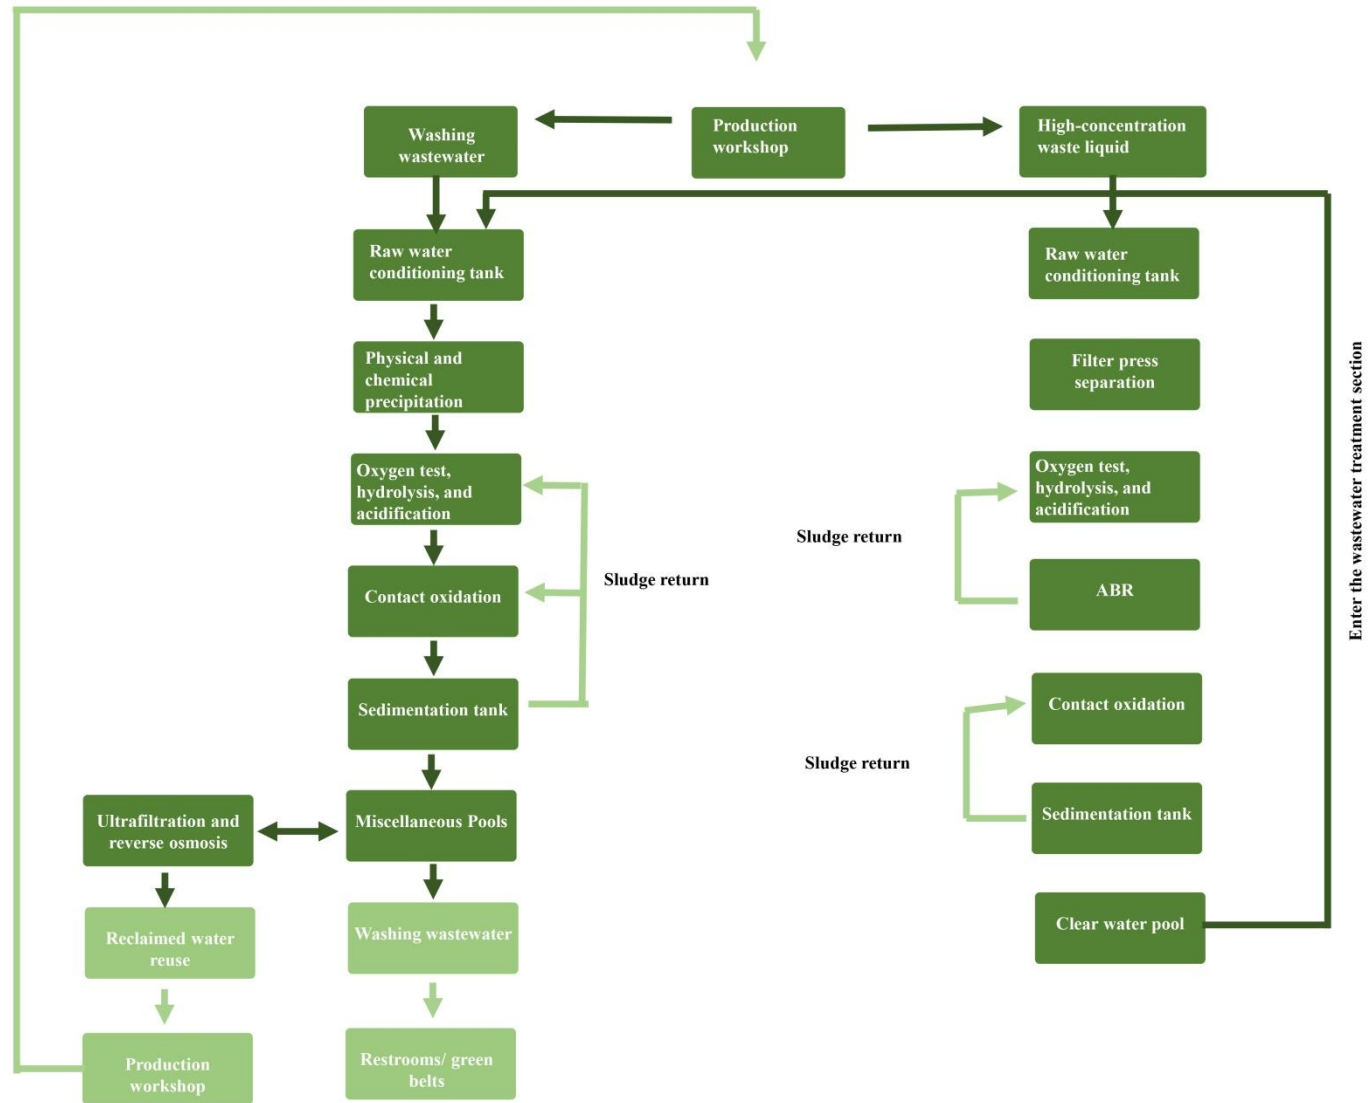 Washing
wastewater
Production
workshop
High-concentration
waste liquid
Raw water
conditioning tank
Raw water
conditioning tank
Physical and
chemical
precipitation
Filter press
separation
Oxygen test,
hydrolysis, and
acidification
Oxygen test,
hydrolysis, and
acidification
Sludge return
Sludge return
Contact oxidation
ABR
Enter the wastewater treatment section
Sedimentation tank
Contact oxidation
Sludge return
Ultrafiltration and
reverse osmosis
Miscellaneous Pools
Sedimentation tank
Reclaimed water
reuse
Washing wastewater
Clear water pool
Production
workshop
Restrooms/ green
belts